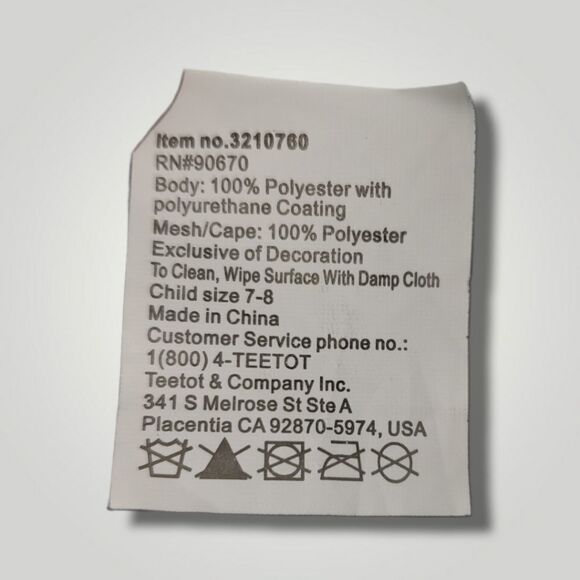 Item no.3210760
RN#90670
Body: 100% Polyester with
polyurethane Coating
Mesh/Cape: 100% Polyester
Exclusive of Decoration
To Clean, Wipe Surface With Damp Cloth
Child size 7-8
Made in China
Customer Service phone no.:
1(800) 4-TEETOT
Teetot & Company Inc.
341 S Melrose St Ste A
Placentia CA 92870-5974, USA